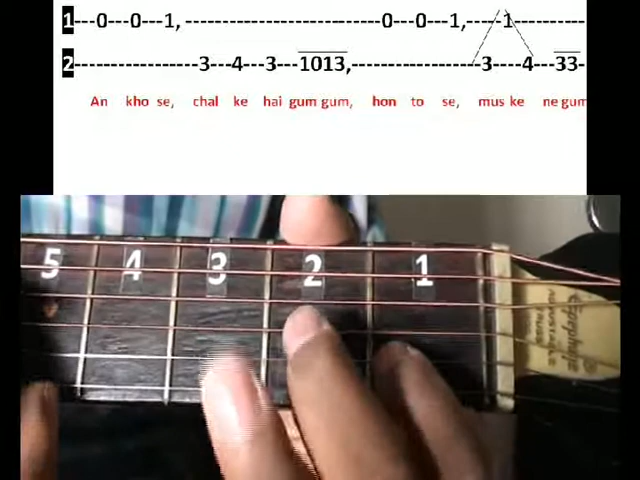 1---0---0---1,------------------------------0---0---1,-----1-----------
2-------------------3---4---3---1013,--------------------3-----4---33-
An kho se, chal ke hai gum gum, hon to se, mus ke ne gum
5 4 3 2 1
Epiphone